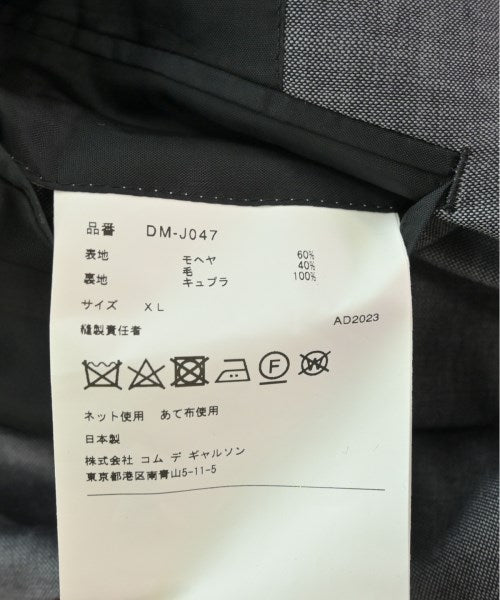 品番 DM-J047
表地 モヘヤ 60%
毛 40%
裏地 キュプラ 100%
サイズ XL
縫製責任者 AD2023
P W
ネット使用 あて布使用
日本製
株式会社 コム デ ギャルソン
東京都港区南青山5-11-5